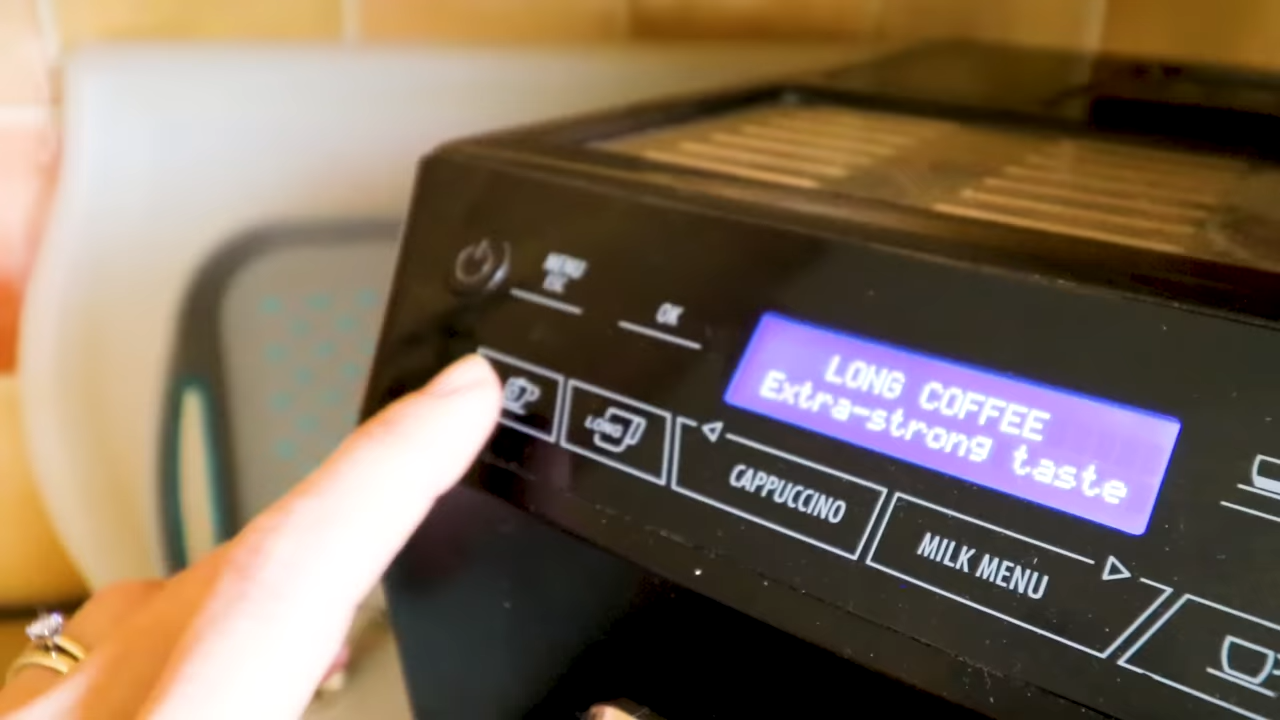 MENU
ESC
OK
LONG COFFEE
Extra-strong taste
LONG
CAPPUCCINO
MILK MENU